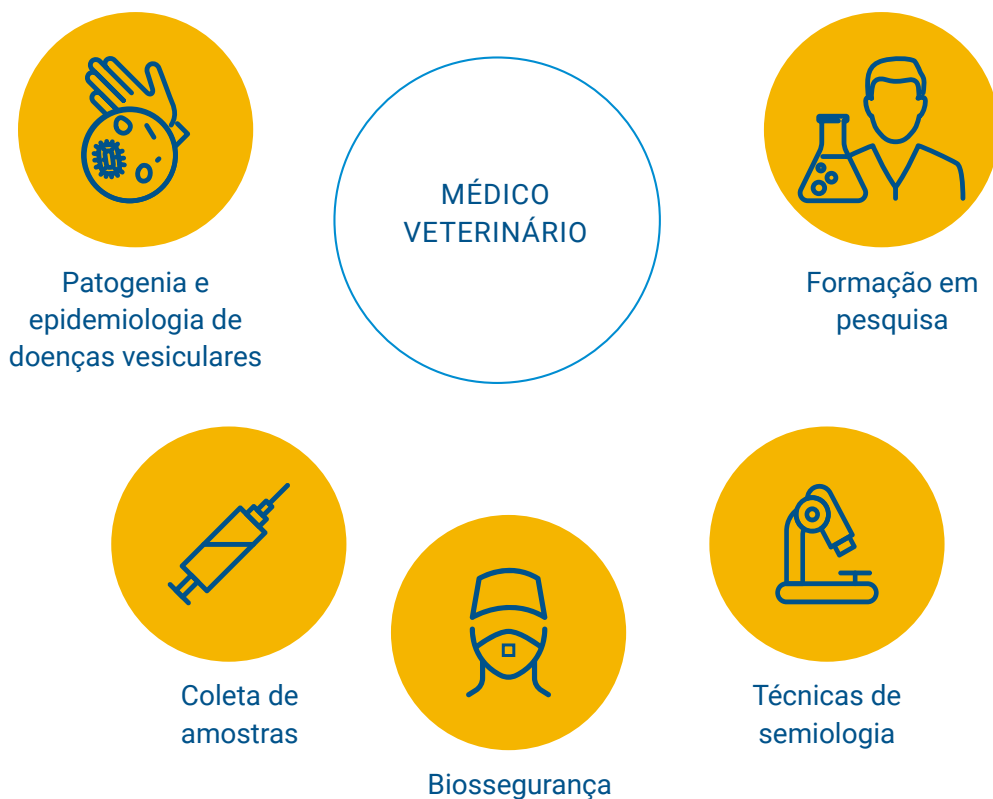 MÉDICO
VETERINÁRIO
Patogenia e
epidemiologia de
doenças vesiculares
Formação em
pesquisa
Coleta de
amostras
Biossegurança
Técnicas de
semiologia